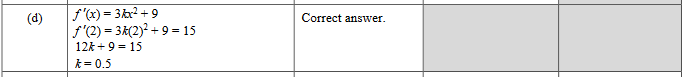 (d)
f'(x) = 3kx² + 9
f'(2) = 3k(2)² + 9 = 15
12k + 9 = 15
k = 0.5
Correct answer.